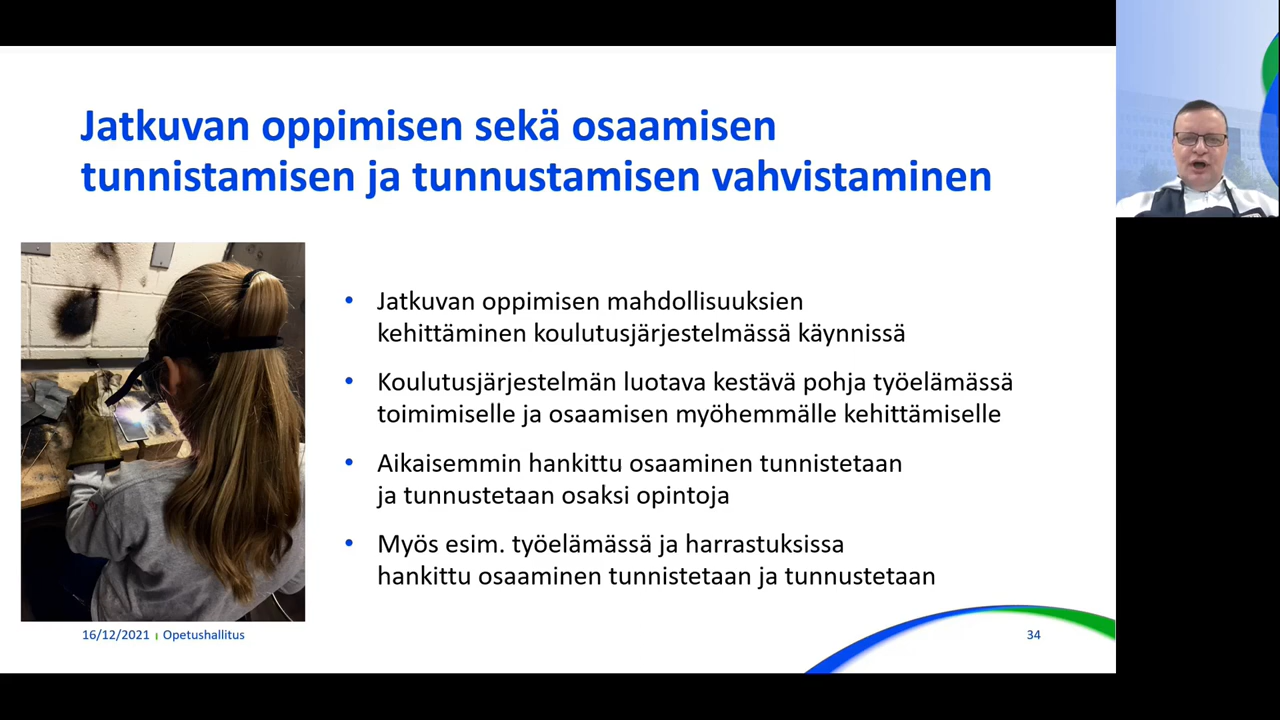 Jatkuvan oppimisen sekä osaamisen
tunnistamisen ja tunnustamisen vahvistaminen
• Jatkuvan oppimisen mahdollisuuksien
kehittäminen koulutusjärjestelmässä käynnissä
• Koulutusjärjestelmän luotava kestävä pohja työelämässä
toimimiselle ja osaamisen myöhemmälle kehittämiselle
• Aikaisemmin hankittu osaaminen tunnistetaan
ja tunnustetaan osaksi opintoja
• Myös esim. työelämässä ja harrastuksissa
hankittu osaaminen tunnistetaan ja tunnustetaan
16/12/2021 | Opetushallitus 34